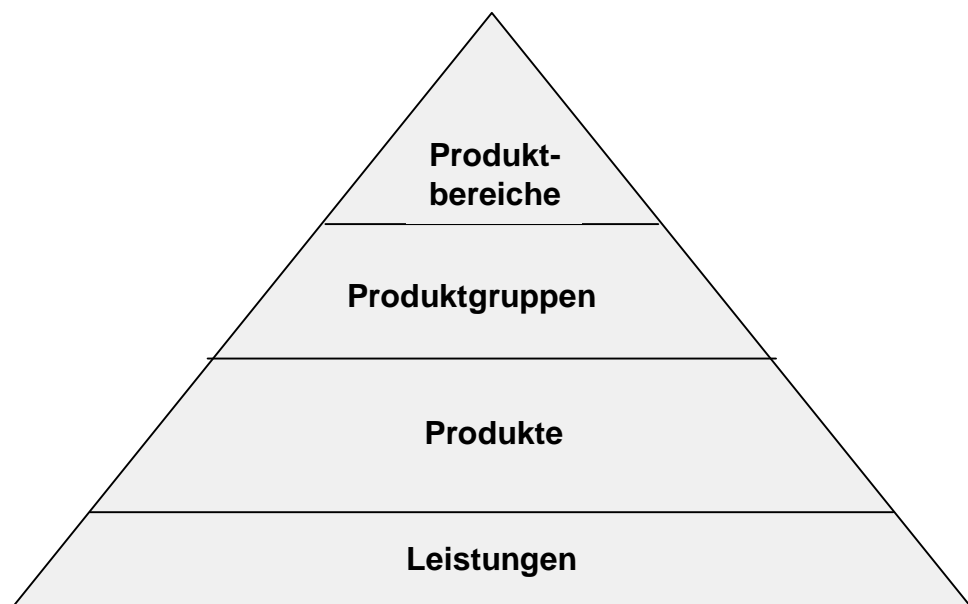 Produkt-
bereiche
Produktgruppen
Produkte
Leistungen